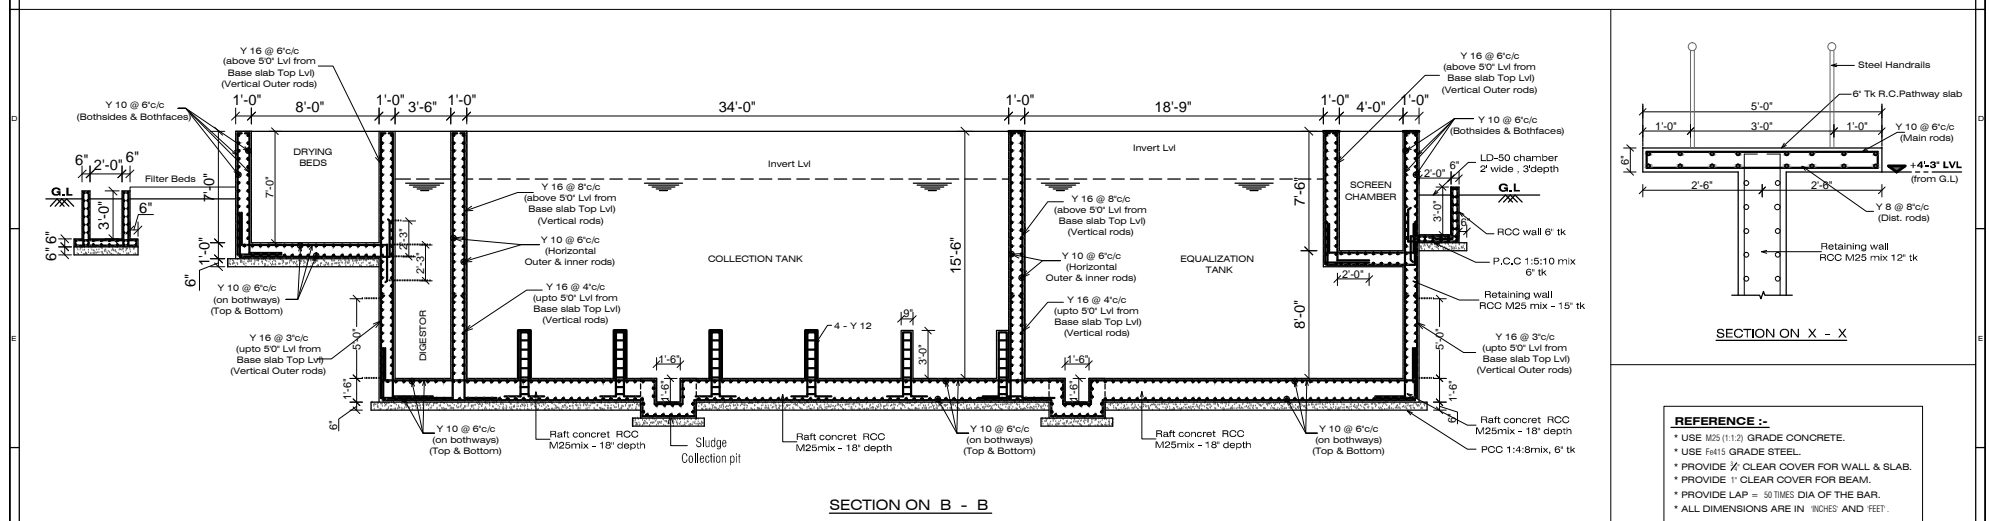 Y 16 @ 6"c/c
(above 5'0" Lvl from
Base slab Top Lvl)
(Vertical Outer rods)
Y 10 @ 6"c/c
(Bothsides & Bothfaces)
1'-0"
8'-0"
1'-0"
3'-6"
1'-0"
34'-0"
1'-0"
18'-9"
1'-0"
4'-0"
1'-0"
Y 16 @ 6"c/c
(above 5'0" Lvl from
Base slab Top Lvl)
(Vertical Outer rods)
Y 10 @ 6"c/c
(Bothsides & Bothfaces)
LD-50 chamber
2' wide , 3'depth
D
6"
2'-0"
6"
G.L
3'-0"
6"
6"
6"
Filter Beds
7'-0"
1'-0"
6"
DRYING
BEDS
7'-0"
Y 10 @ 6"c/c
(on bothways)
(Top & Bottom)
Y 16 @ 3"c/c
(upto 5'0" Lvl from
Base slab Top Lvl)
(Vertical Outer rods)
5'-0"
1'-6"
6"
2'-3"
2'-3"
DIGESTOR
Invert Lvl
Y 16 @ 8"c/c
(above 5'0" Lvl from
Base slab Top Lvl)
(Vertical rods)
Y 10 @ 6"c/c
(Horizontal
Outer & inner rods)
Y 16 @ 4"c/c
(upto 5'0" Lvl from
Base slab Top Lvl)
(Vertical rods)
COLLECTION TANK
15'-6"
4 - Y 12
9"
3'-0"
1'-6"
1'-6"
Invert Lvl
Y 16 @ 8"c/c
(above 5'0" Lvl from
Base slab Top Lvl)
(Vertical rods)
Y 10 @ 6"c/c
(Horizontal
Outer & inner rods)
Y 16 @ 4"c/c
(upto 5'0" Lvl from
Base slab Top Lvl)
(Vertical rods)
EQUALIZATION
TANK
1'-6"
1'-6"
7'-6"
8'-0"
SCREEN
CHAMBER
2'-0"
2'-0"
6"
G.L
3'-0"
RCC wall 6" tk
P.C.C 1:5:10 mix
6" tk
Retaining wall
RCC M25 mix - 15" tk
Y 16 @ 3"c/c
(upto 5'0" Lvl from
Base slab Top Lvl)
(Vertical Outer rods)
5'-0"
1'-6"
6"
Raft concret RCC
M25mix - 18" depth
PCC 1:4:8mix, 6" tk
Y 10 @ 6"c/c
(on bothways)
(Top & Bottom)
Raft concret RCC
M25mix - 18" depth
Sludge
Collection pit
Raft concret RCC
M25mix - 18" depth
Y 10 @ 6"c/c
(on bothways)
(Top & Bottom)
Raft concret RCC
M25mix - 18" depth
Y 10 @ 6"c/c
(on bothways)
(Top & Bottom)
E
SECTION ON B - B
Steel Handrails
6" Tk R.C.Pathway slab
5'-0"
1'-0"
3'-0"
1'-0"
Y 10 @ 6"c/c
(Main rods)
6"
+4'-3" LVL
(from G.L)
2'-6"
2'-6"
Y 8 @ 8"c/c
(Dist. rods)
Retaining wall
RCC M25 mix 12" tk
SECTION ON X - X
D
E
REFERENCE :-
* USE M25 (1:1:2) GRADE CONCRETE.
* USE Fe415 GRADE STEEL.
* PROVIDE CLEAR COVER FOR WALL & SLAB.
* PROVIDE 1" CLEAR COVER FOR BEAM.
* PROVIDE LAP = 50 TIMES DIA OF THE BAR.
* ALL DIMENSIONS ARE IN 'INCHES' AND 'FEET'.